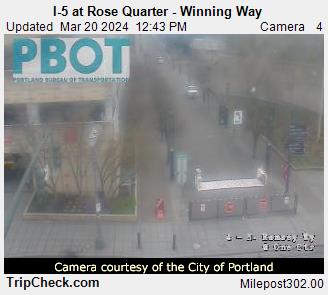 I-5 at Rose Quarter - Winning Way
Updated Mar 20 2024 12:43 PM Camera 4
PBOT
PORTLAND BUREAU OF TRANSPORTATION
Camera courtesy of the City of Portland
TripCheck.com Milepost302.00